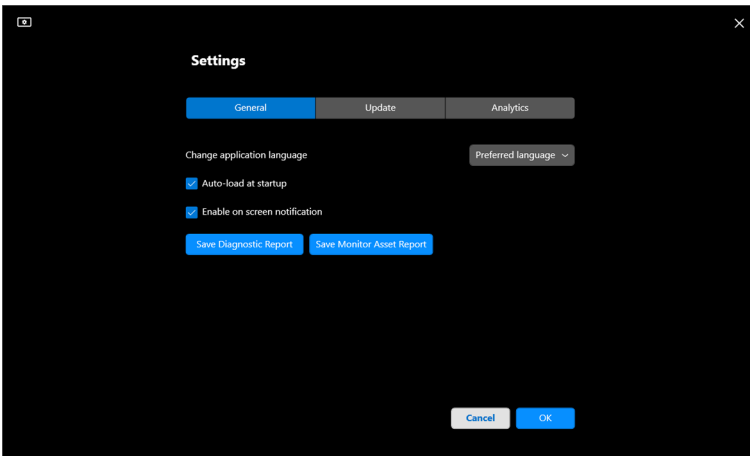 Settings
General
Update
Analytics
Change application language
Preferred language
Auto-load at startup
Enable on screen notification
Save Diagnostic Report
Save Monitor Asset Report
Cancel
OK